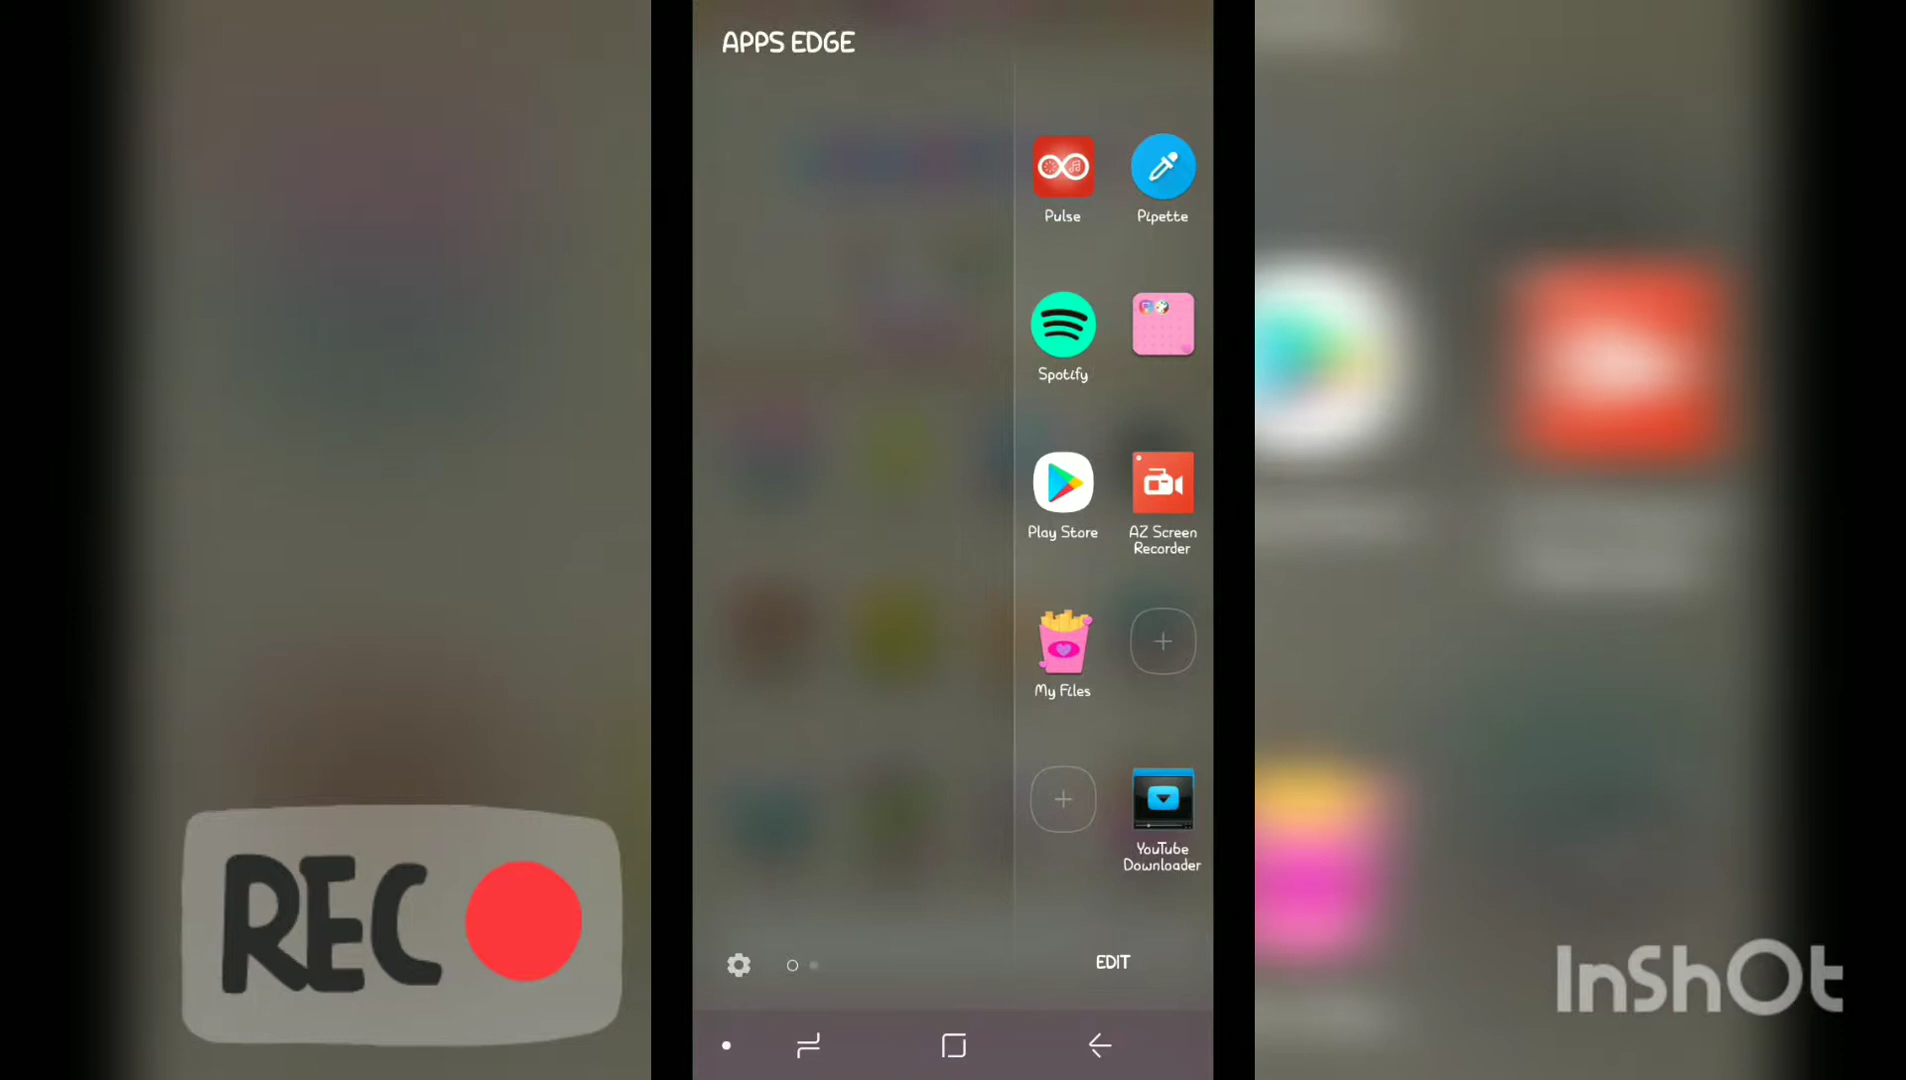 APPS EDGE
Pulse
Pipette
Spotify
Play Store
AZ Screen
Recorder
My Files
YouTube
Downloader
EDIT
REC
InShOt